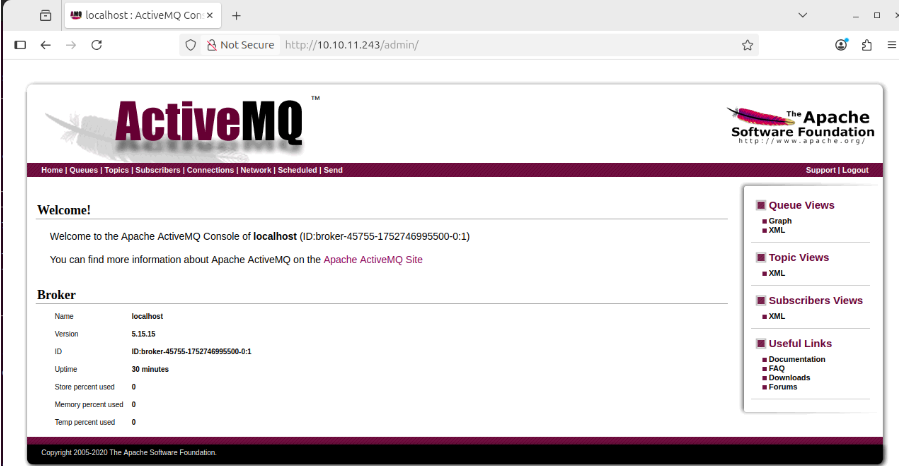 localhost : ActiveMQ Con
Not Secure http://10.10.11.243/admin/
ActiveMQ™
The Apache
Software Foundation
http://www.apache.org/
Home | Queues | Topics | Subscribers | Connections | Network | Scheduled | Send
Support | Logout
Welcome!
Welcome to the Apache ActiveMQ Console of localhost (ID:broker-45755-1752746995500-0:1)
You can find more information about Apache ActiveMQ on the Apache ActiveMQ Site
Broker
Name localhost
Version 5.15.15
ID ID:broker-45755-1752746995500-0:1
Uptime 30 minutes
Store percent used 0
Memory percent used 0
Temp percent used 0
Queue Views
Graph
XML
Topic Views
XML
Subscribers Views
XML
Useful Links
Documentation
FAQ
Downloads
Forums
Copyright 2005-2020 The Apache Software Foundation.